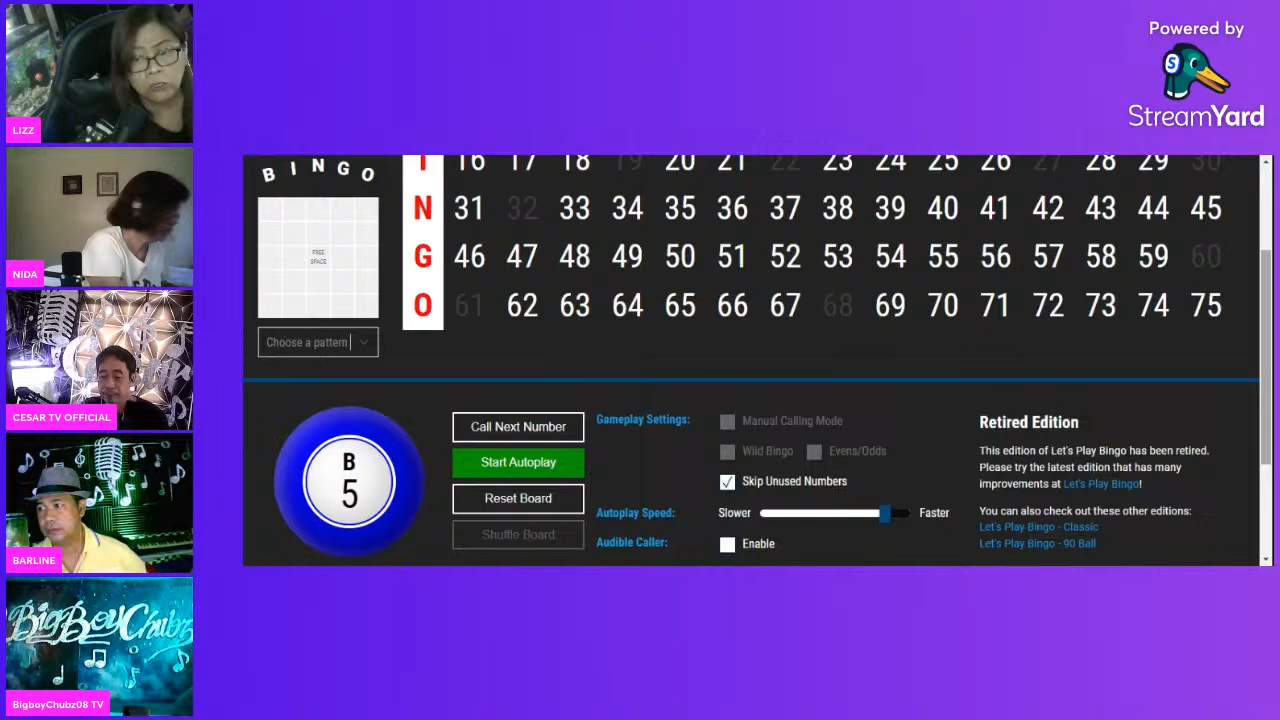 LIZZ
NIDA
CESAR TV OFFICIAL
BARLINE
BigBoyChubz
BigboyChubz08 TV
Powered by
StreamYard
B I N G O
FREE
SPACE
Choose a pattern
I 16 17 18 19 20 21 22 23 24 25 26 27 28 29 30
N 31 32 33 34 35 36 37 38 39 40 41 42 43 44 45
G 46 47 48 49 50 51 52 53 54 55 56 57 58 59 60
O 61 62 63 64 65 66 67 68 69 70 71 72 73 74 75
B
5
Call Next Number
Start Autoplay
Reset Board
Shuffle Board
Gameplay Settings:
Manual Calling Mode
Wild Bingo Evens/Odds
Skip Unused Numbers
Autoplay Speed: Slower Faster
Audible Caller: Enable
Retired Edition
This edition of Let's Play Bingo has been retired.
Please try the latest edition that has many
improvements at Let's Play Bingo!
You can also check out these other editions:
Let's Play Bingo - Classic
Let's Play Bingo - 90 Ball